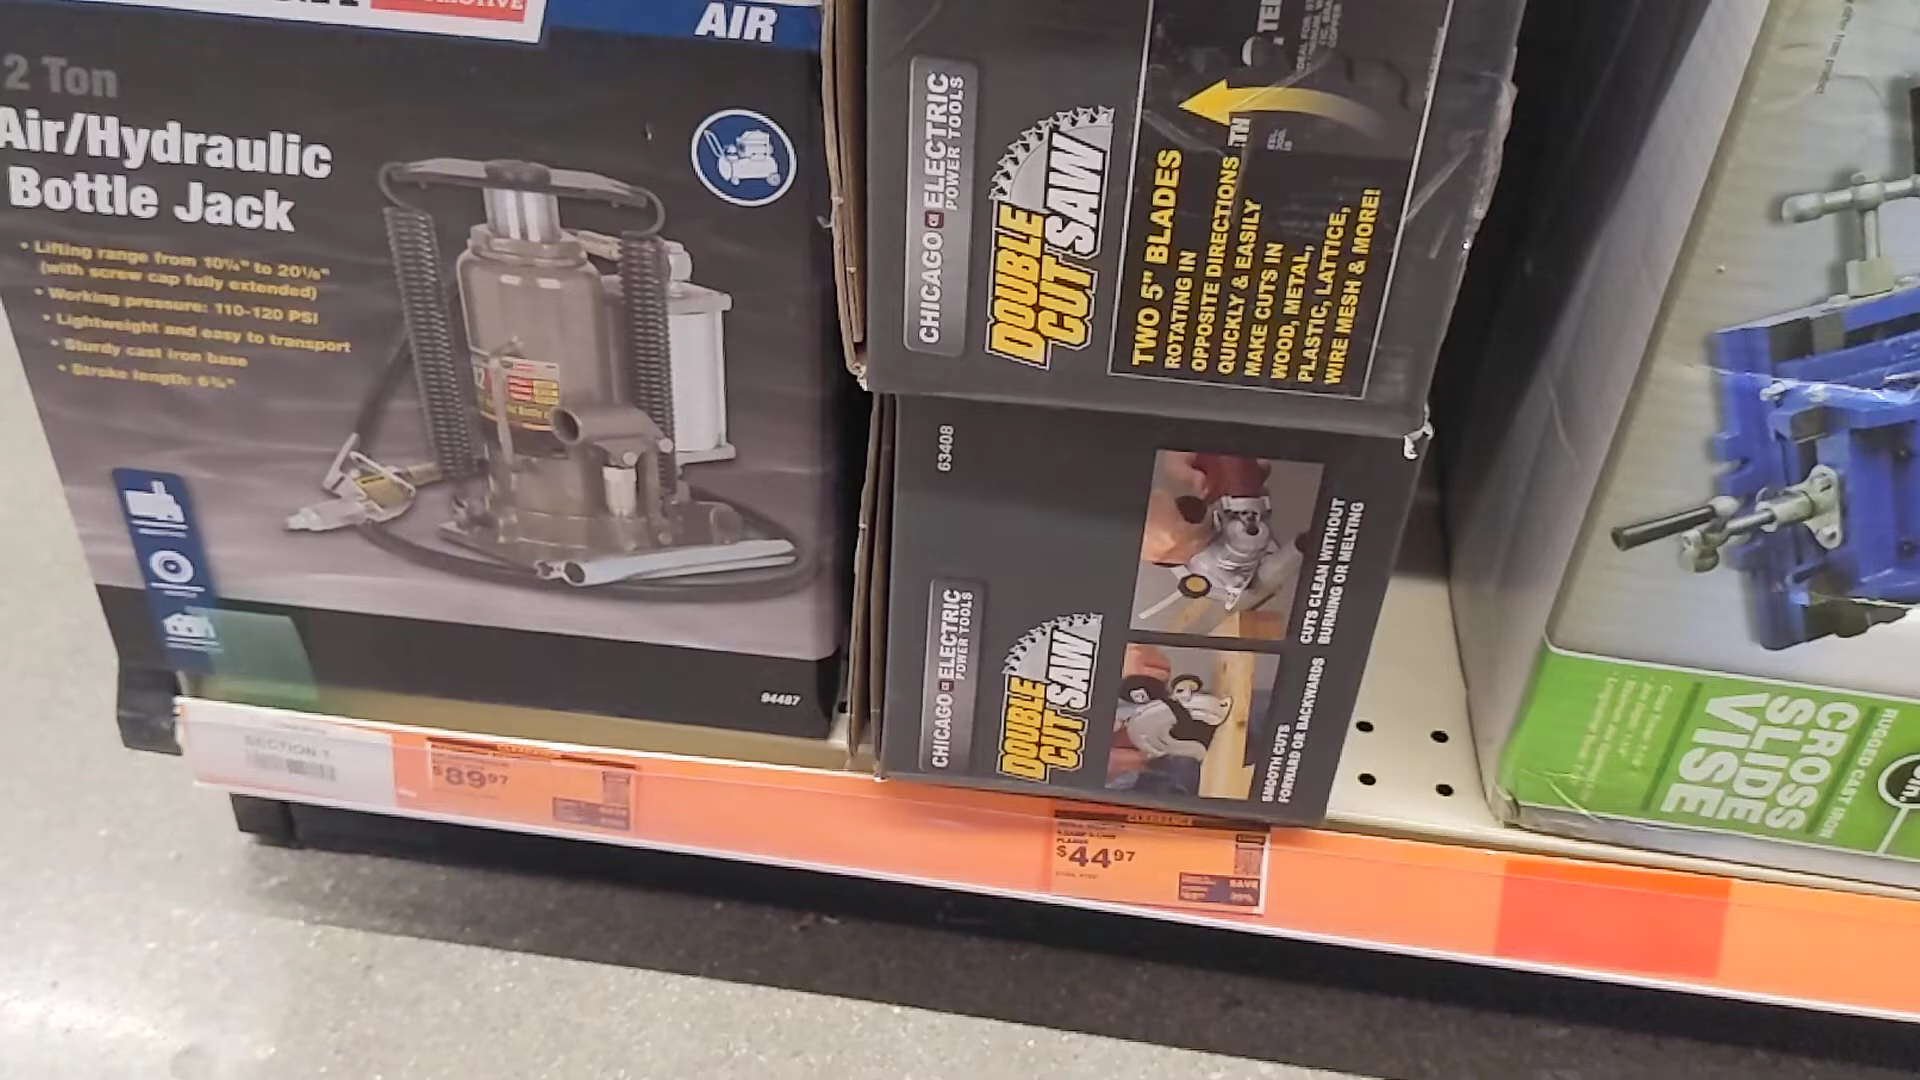 AIR
2 Ton
Air/Hydraulic
Bottle Jack
• Lifting range from 10¼" to 20⅛"
(with screw cap fully extended)
• Working pressure: 110-120 PSI
• Lightweight and easy to transport
• Sturdy cast iron base
• Stroke length: 6¼"
94487
CHICAGO ELECTRIC
POWER TOOLS
DOUBLE
CUT SAW
TWO 5" BLADES
ROTATING IN
OPPOSITE DIRECTIONS
QUICKLY & EASILY
MAKE CUTS IN
WOOD, METAL,
PLASTIC, LATTICE,
WIRE MESH & MORE!
63408
CHICAGO ELECTRIC
POWER TOOLS
DOUBLE
CUT SAW
CUTS CLEAN WITHOUT
BURNING OR MELTING
SMOOTH CUTS
FORWARD OR BACKWARDS
RUGGED CAST IRON
CROSS
SLIDE
VISE
in.
SECTION 1
CLEARANCE
$89.97
CLEARANCE
$44.97
SAVE